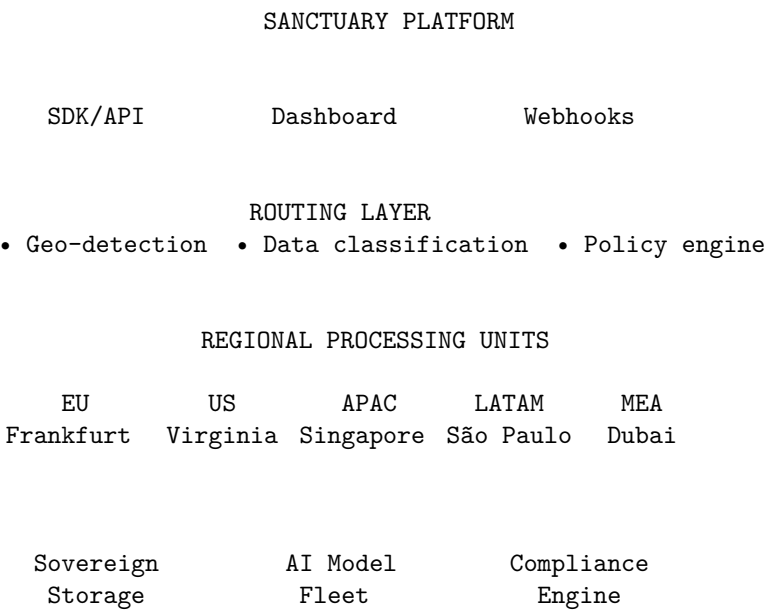 SANCTUARY PLATFORM
SDK/API Dashboard Webhooks
ROUTING LAYER
• Geo-detection • Data classification • Policy engine
REGIONAL PROCESSING UNITS
EU US APAC LATAM MEA
Frankfurt Virginia Singapore São Paulo Dubai
Sovereign AI Model Compliance
Storage Fleet Engine